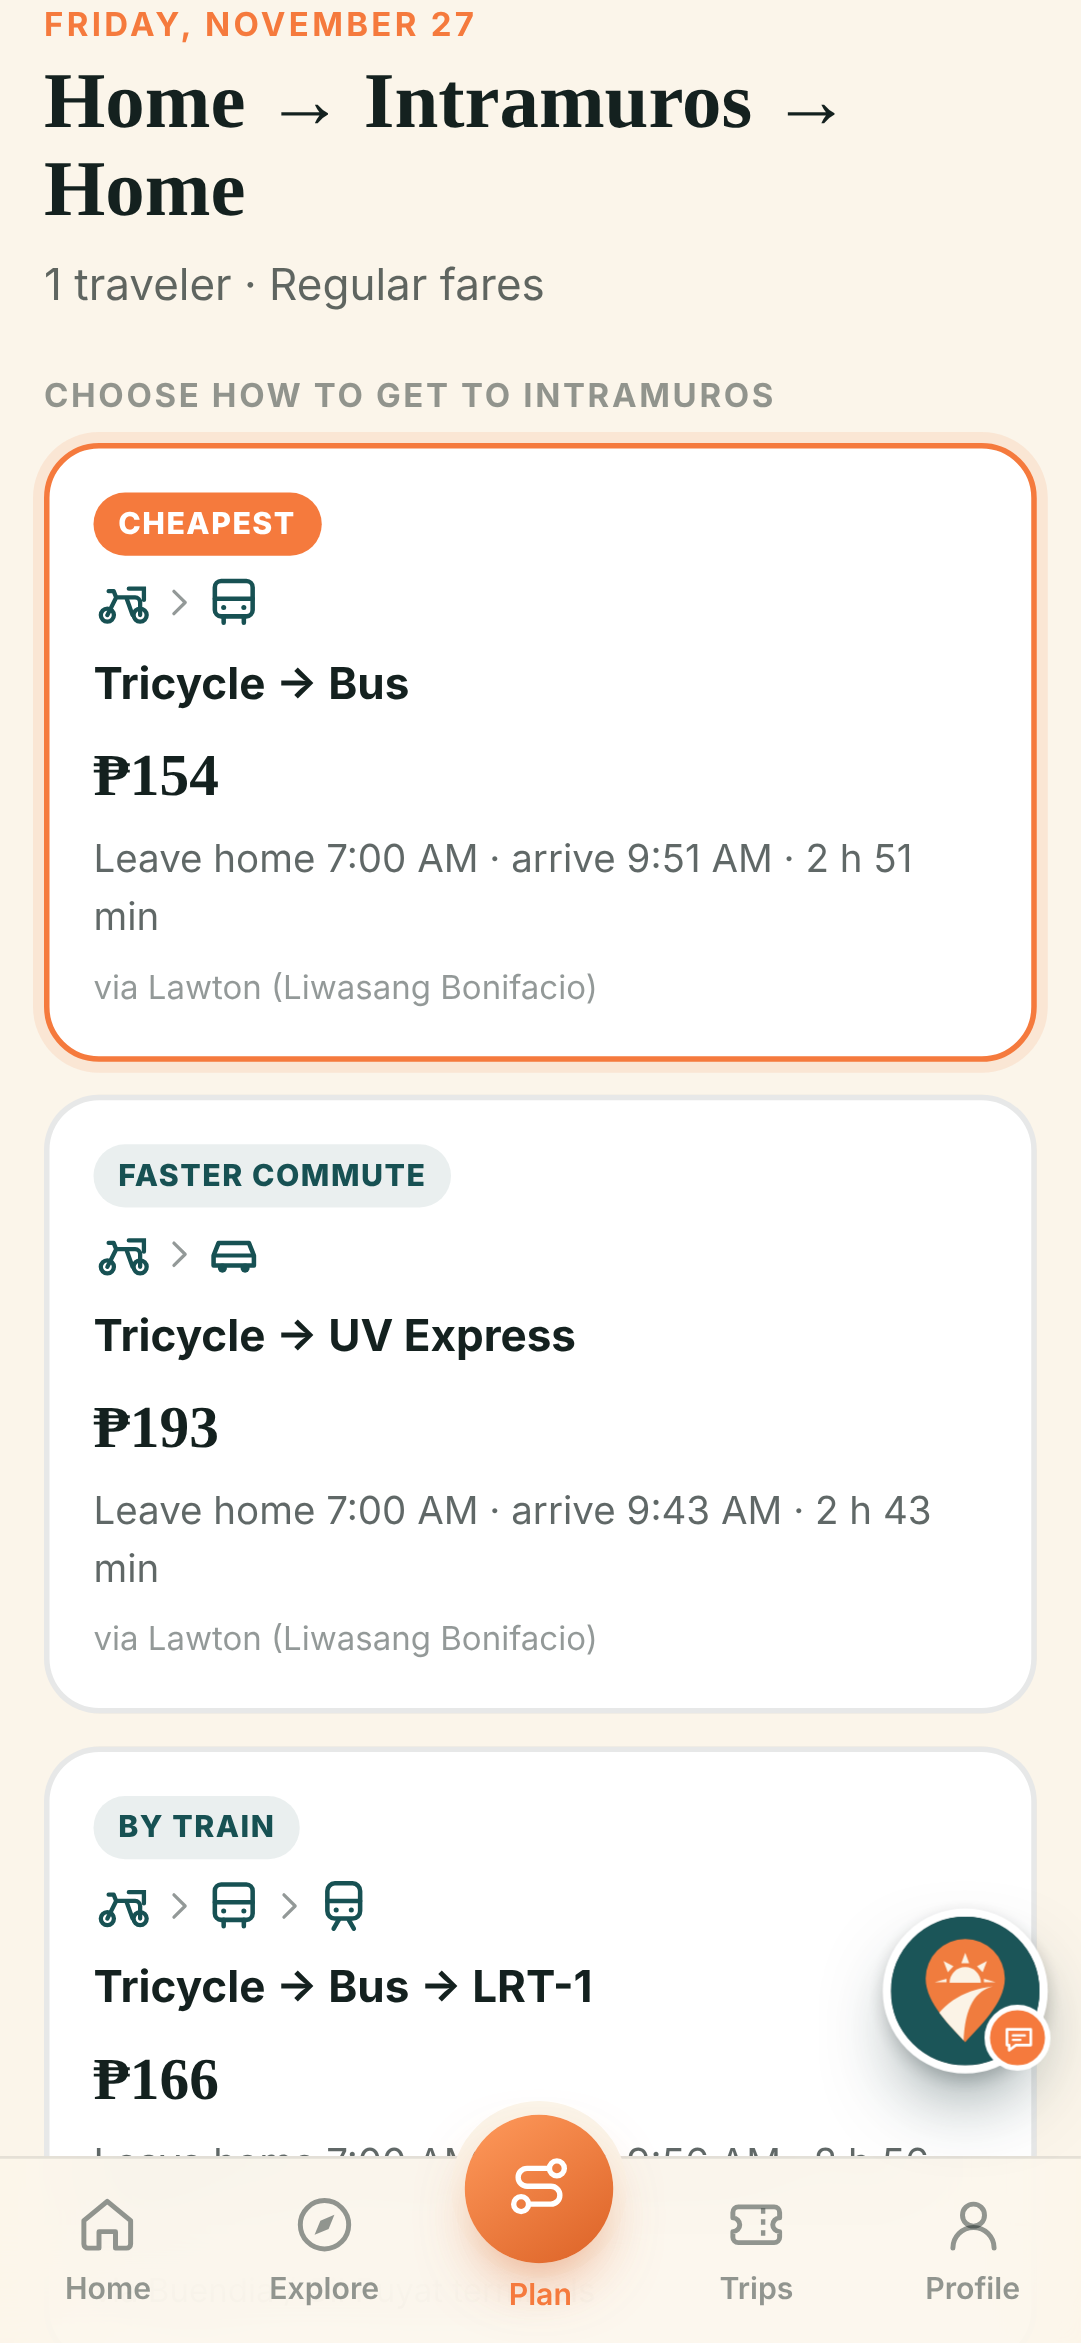 FRIDAY, NOVEMBER 27
Home → Intramuros →
Home
1 traveler · Regular fares
CHOOSE HOW TO GET TO INTRAMUROS
CHEAPEST
Tricycle → Bus
₱154
Leave home 7:00 AM · arrive 9:51 AM · 2 h 51
min
via Lawton (Liwasang Bonifacio)
FASTER COMMUTE
Tricycle → UV Express
₱193
Leave home 7:00 AM · arrive 9:43 AM · 2 h 43
min
via Lawton (Liwasang Bonifacio)
BY TRAIN
Tricycle → Bus → LRT-1
₱166
Home
Explore
Plan
Trips
Profile